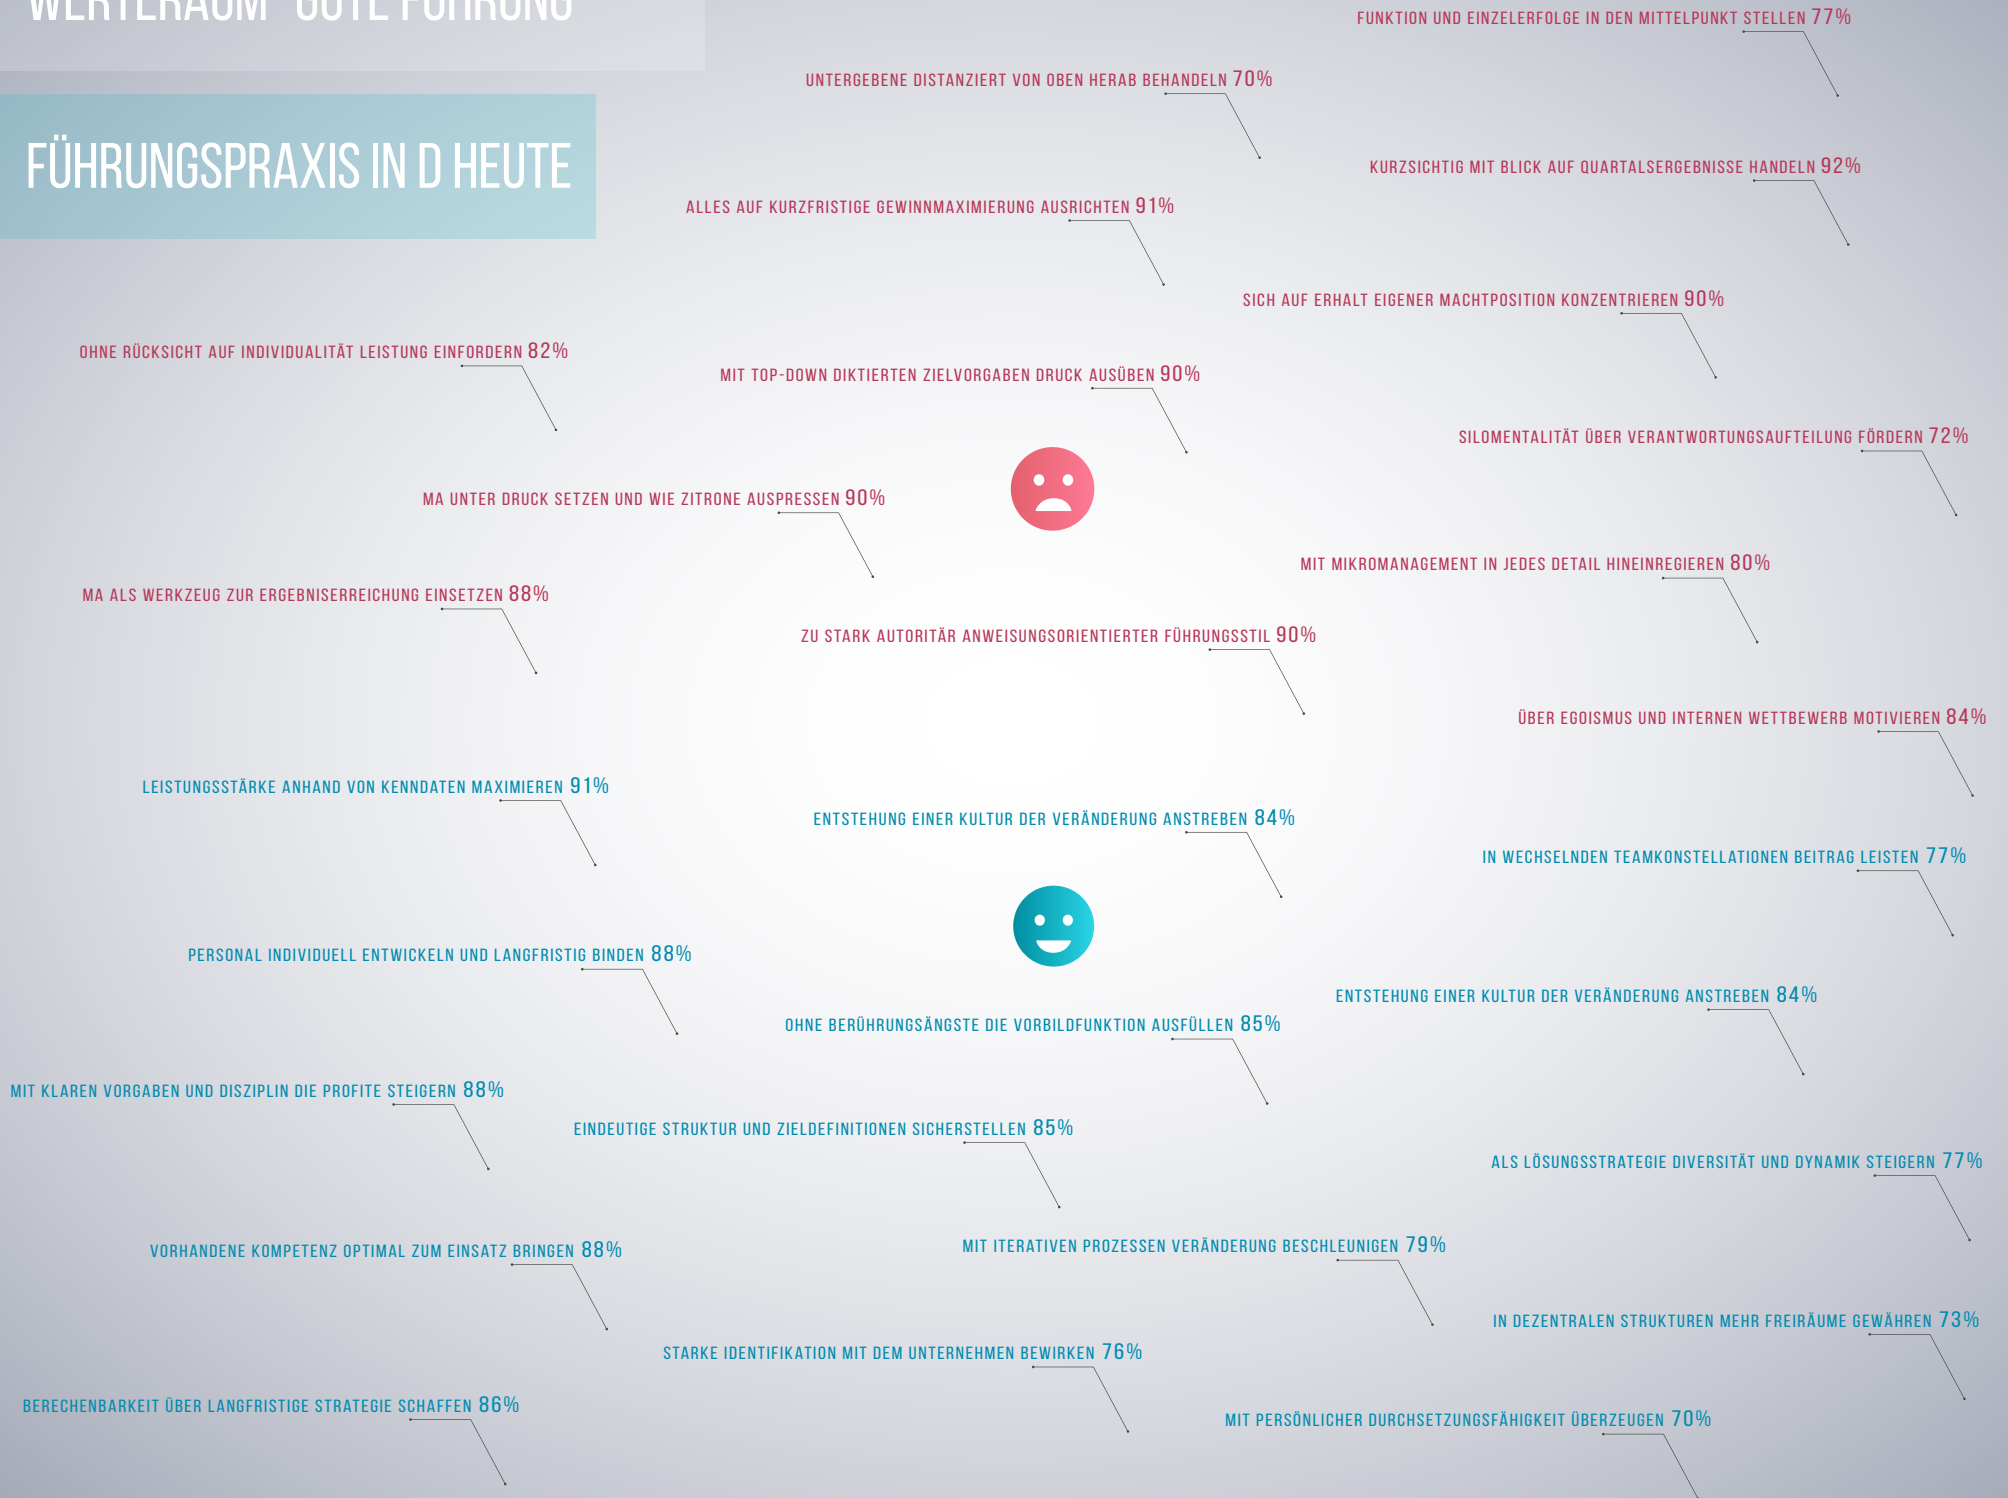 WERTERAUM "GUTE FÜHRUNG"
FÜHRUNGSPRAXIS IN D HEUTE
FUNKTION UND EINZELERFOLGE IN DEN MITTELPUNKT STELLEN 77%
UNTERGEBENE DISTANZIERT VON OBEN HERAB BEHANDELN 70%
KURZSICHTIG MIT BLICK AUF QUARTALSERGEBNISSE HANDELN 92%
ALLES AUF KURZFRISTIGE GEWINNMAXIMIERUNG AUSRICHTEN 91%
SICH AUF ERHALT EIGENER MACHTPOSITION KONZENTRIEREN 90%
OHNE RÜCKSICHT AUF INDIVIDUALITÄT LEISTUNG EINFORDERN 82%
MIT TOP-DOWN DIKTIERTEN ZIELVORGABEN DRUCK AUSÜBEN 90%
SILOMENTALITÄT ÜBER VERANTWORTUNGSAUFTEILUNG FÖRDERN 72%
MA UNTER DRUCK SETZEN UND WIE ZITRONE AUSPRESSEN 90%
MIT MIKROMANAGEMENT IN JEDES DETAIL HINEINREGIEREN 80%
MA ALS WERKZEUG ZUR ERGEBNISERREICHUNG EINSETZEN 88%
ZU STARK AUTORITÄR ANWEISUNGSORIENTIERTER FÜHRUNGSSTIL 90%
ÜBER EGOISMUS UND INTERNEN WETTBEWERB MOTIVIEREN 84%
LEISTUNGSSTÄRKE ANHAND VON KENNDATEN MAXIMIEREN 91%
ENTSTEHUNG EINER KULTUR DER VERÄNDERUNG ANSTREBEN 84%
IN WECHSELNDEN TEAMKONSTELLATIONEN BEITRAG LEISTEN 77%
PERSONAL INDIVIDUELL ENTWICKELN UND LANGFRISTIG BINDEN 88%
ENTSTEHUNG EINER KULTUR DER VERÄNDERUNG ANSTREBEN 84%
OHNE BERÜHRUNGSÄNGSTE DIE VORBILDFUNKTION AUSFÜLLEN 85%
MIT KLAREN VORGABEN UND DISZIPLIN DIE PROFITE STEIGERN 88%
EINDEUTIGE STRUKTUR UND ZIELDEFINITIONEN SICHERSTELLEN 85%
ALS LÖSUNGSSTRATEGIE DIVERSITÄT UND DYNAMIK STEIGERN 77%
VORHANDENE KOMPETENZ OPTIMAL ZUM EINSATZ BRINGEN 88%
MIT ITERATIVEN PROZESSEN VERÄNDERUNG BESCHLEUNIGEN 79%
IN DEZENTRALEN STRUKTUREN MEHR FREIRÄUME GEWÄHREN 73%
STARKE IDENTIFIKATION MIT DEM UNTERNEHMEN BEWIRKEN 76%
BERECHENBARKEIT ÜBER LANGFRISTIGE STRATEGIE SCHAFFEN 86%
MIT PERSÖNLICHER DURCHSETZUNGSFÄHIGKEIT ÜBERZEUGEN 70%